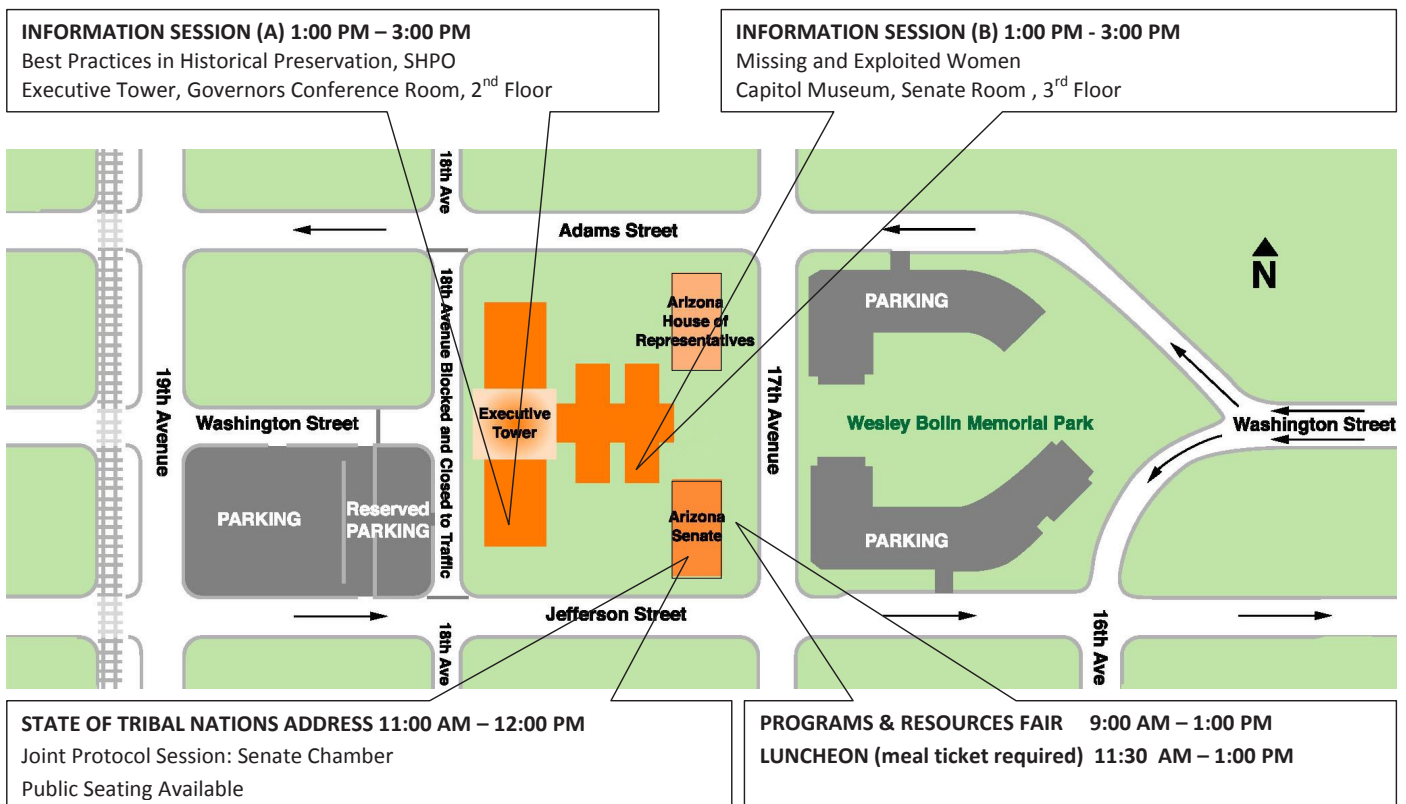 INFORMATION SESSION (A) 1:00 PM – 3:00 PM
Best Practices in Historical Preservation, SHPO
Executive Tower, Governors Conference Room, 2nd Floor
INFORMATION SESSION (B) 1:00 PM - 3:00 PM
Missing and Exploited Women
Capitol Museum, Senate Room , 3rd Floor
18th Ave
Adams Street
N
19th Avenue
Washington Street
PARKING
Reserved
PARKING
18th Avenue Blocked and Closed to Traffic
Executive
Tower
Arizona
House of
Representatives
Arizona
Senate
17th Avenue
PARKING
Wesley Bolin Memorial Park
PARKING
Washington Street
Jefferson Street
18th Ave
16th Ave
STATE OF TRIBAL NATIONS ADDRESS 11:00 AM – 12:00 PM
Joint Protocol Session: Senate Chamber
Public Seating Available
PROGRAMS & RESOURCES FAIR 9:00 AM – 1:00 PM
LUNCHEON (meal ticket required) 11:30 AM – 1:00 PM